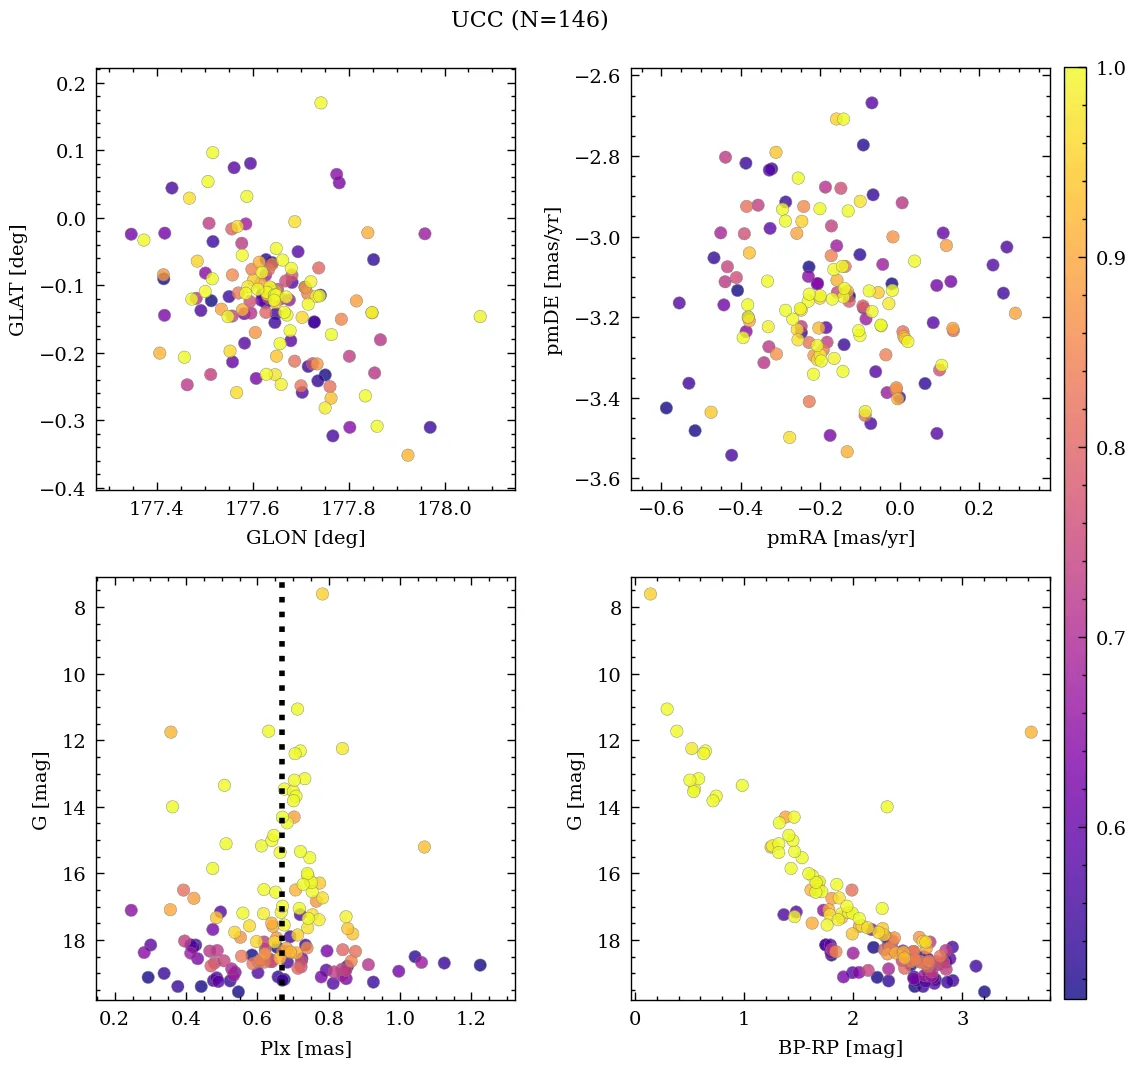 UCC (N=146)
0.2
0.1
0.0
−0.1
−0.2
−0.3
−0.4
GLAT [deg]
177.4 177.6 177.8 178.0
GLON [deg]
−2.6
−2.8
−3.0
−3.2
−3.4
−3.6
pmDE [mas/yr]
−0.6 −0.4 −0.2 0.0 0.2
pmRA [mas/yr]
1.0
0.9
0.8
0.7
0.6
8
10
12
14
16
18
G [mag]
0.2 0.4 0.6 0.8 1.0 1.2
Plx [mas]
8
10
12
14
16
18
G [mag]
0 1 2 3
BP-RP [mag]